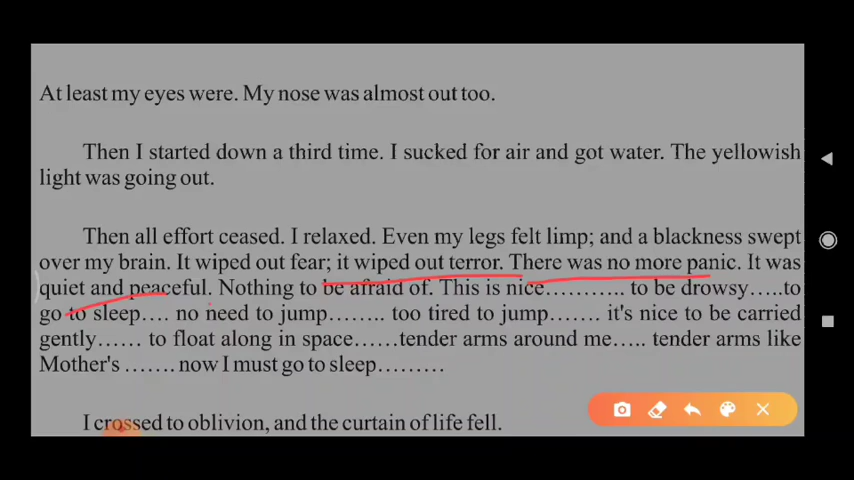 At least my eyes were. My nose was almost out too.
Then I started down a third time. I sucked for air and got water. The yellowish
light was going out.
Then all effort ceased. I relaxed. Even my legs felt limp; and a blackness swept
over my brain. It wiped out fear; it wiped out terror. There was no more panic. It was
quiet and peaceful. Nothing to be afraid of. This is nice……….. to be drowsy…..to
go to sleep…. no need to jump…….. too tired to jump……. it's nice to be carried
gently…… to float along in space……tender arms around me….. tender arms like
Mother's ……. now I must go to sleep………
I crossed to oblivion, and the curtain of life fell.